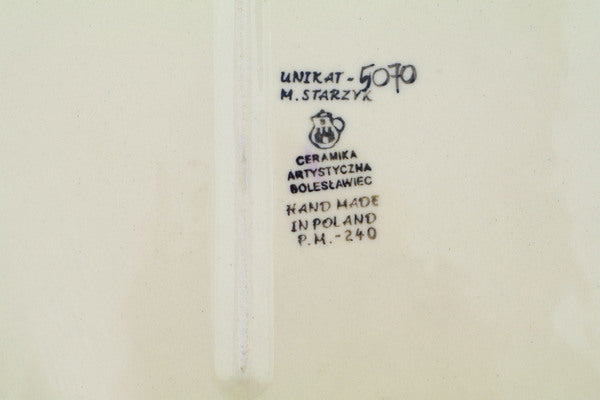 UNIKAT - 5070
M. STARZYK
CERAMIKA
ARTYSTYCZNA
BOLESŁAWIEC
HAND MADE
IN POLAND
P.M. - 240